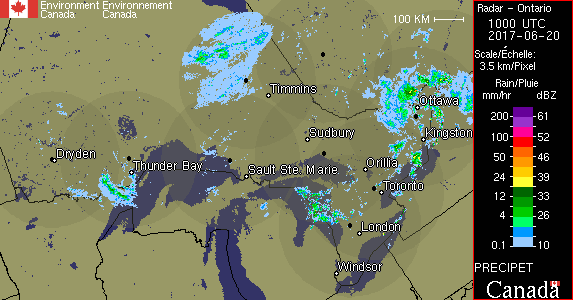 Environment Environnement
Canada Canada
100 KM
Timmins
Ottawa
Sudbury
Kingston
Dryden
Thunder Bay
Sault Ste. Marie
Orillia
Toronto
London
Windsor
Radar - Ontario
1000 UTC
2017-06-20
Scale/Échelle:
3.5 km/Pixel
Rain/Pluie
mm/hr dBZ
200 61
100 52
50 46
24 39
12 33
4 26
0.1 10
PRECIPET
Canada